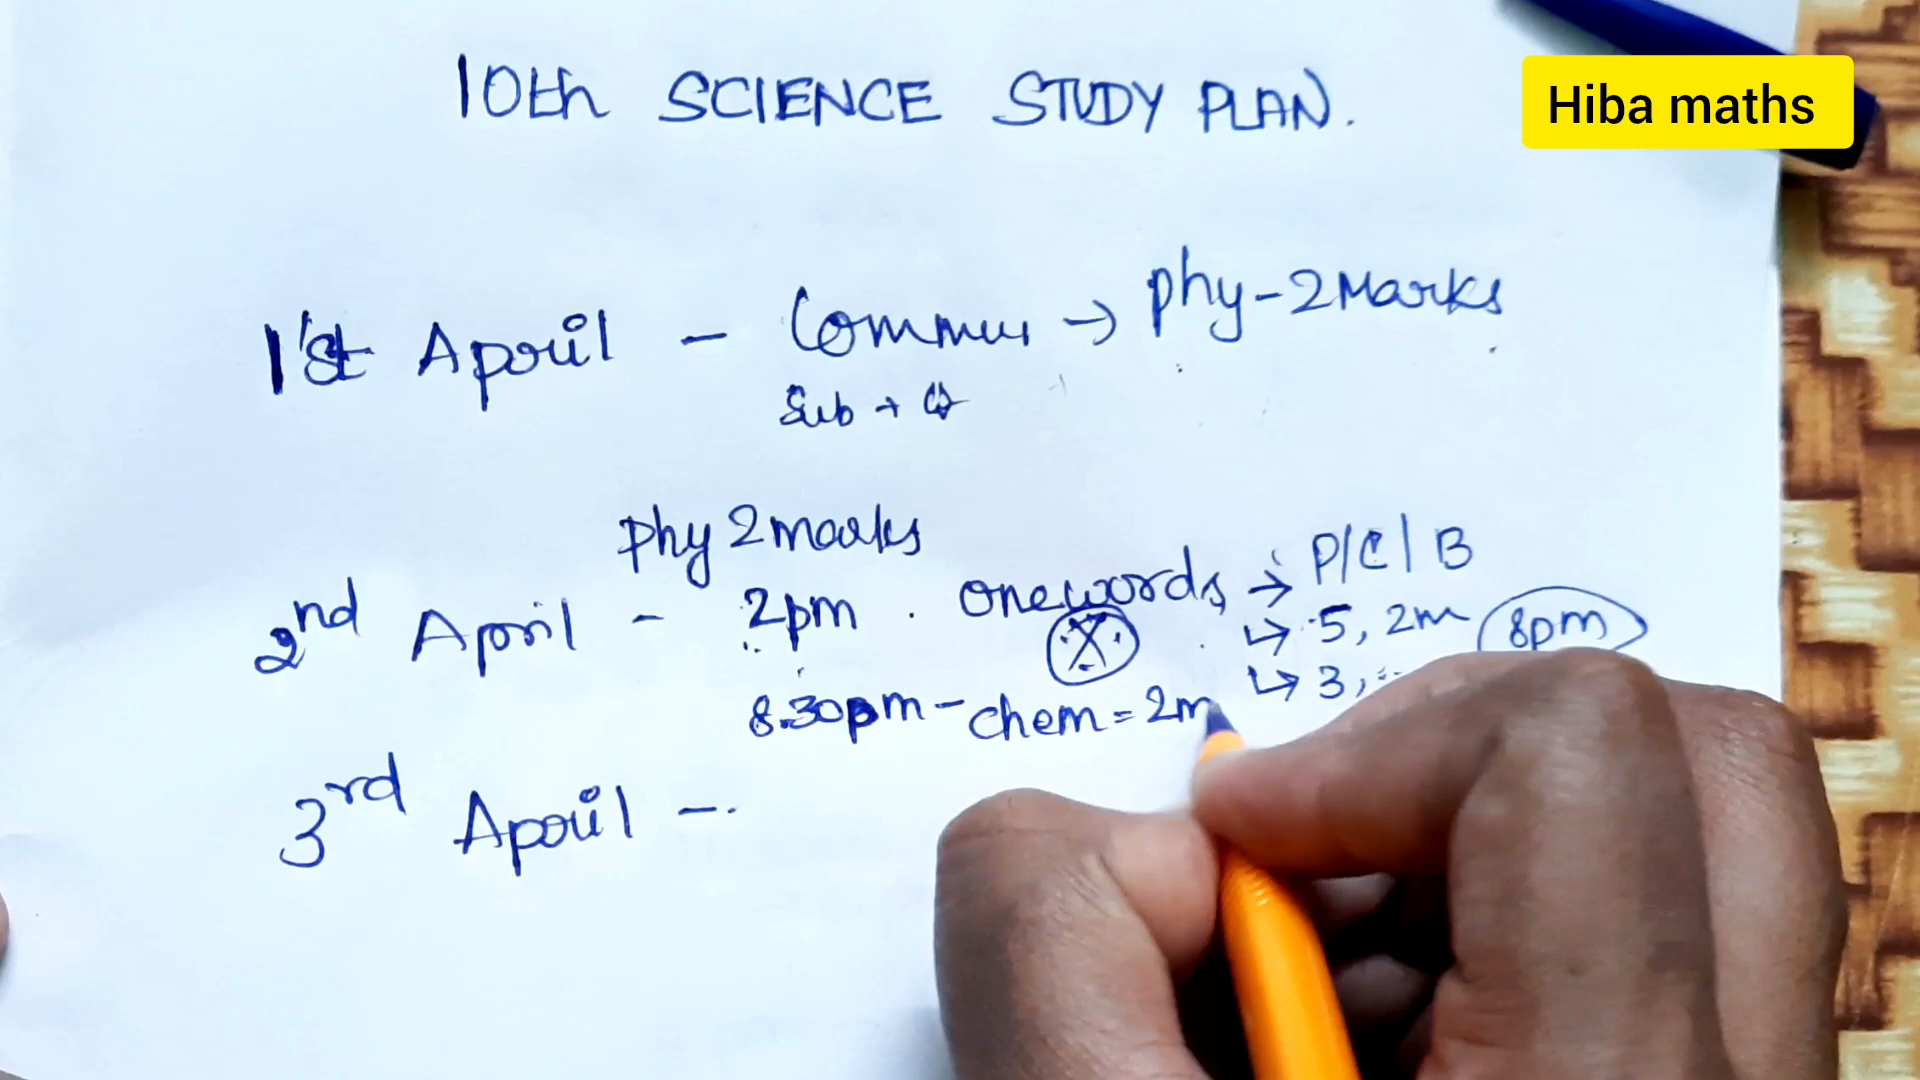 10th SCIENCE STUDY PLAN.
Hiba maths
1st April - Commus → phy-2Marks
Sub +
phy 2marks
2nd April - 2pm . onewords → P/C/B
↳ 5, 2m 8pm
↳ 3,
8.30pm - chem = 2m
3rd April -